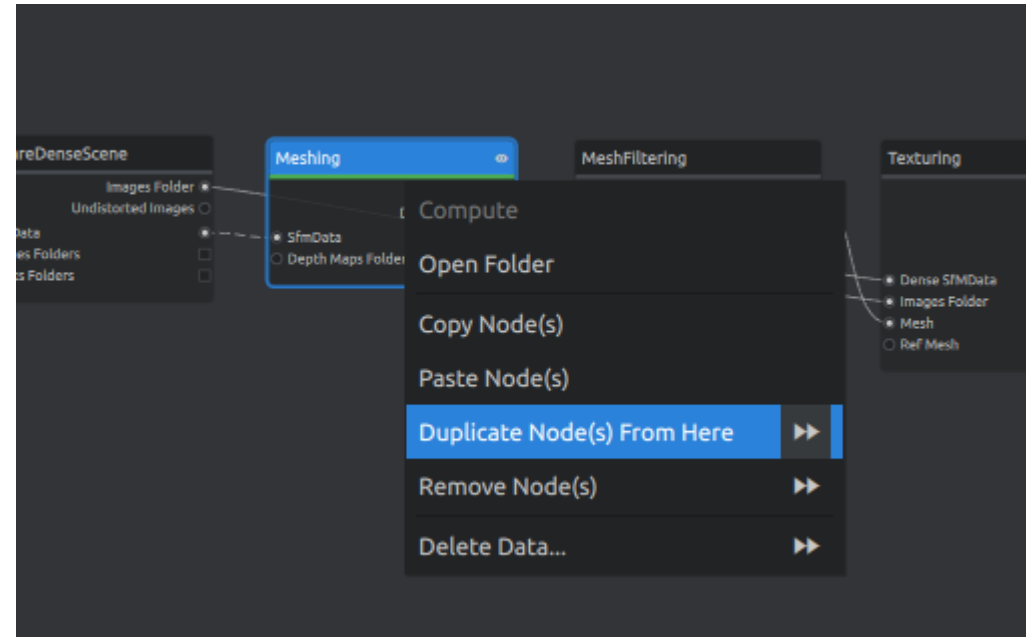 reDenseScene
Images Folder
Undistorted Images
Data
es Folders
s Folders
Meshing
SfmData
Depth Maps Folder
MeshFiltering
Texturing
Dense SfMData
Images Folder
Mesh
Ref Mesh
Compute
Open Folder
Copy Node(s)
Paste Node(s)
Duplicate Node(s) From Here
Remove Node(s)
Delete Data...